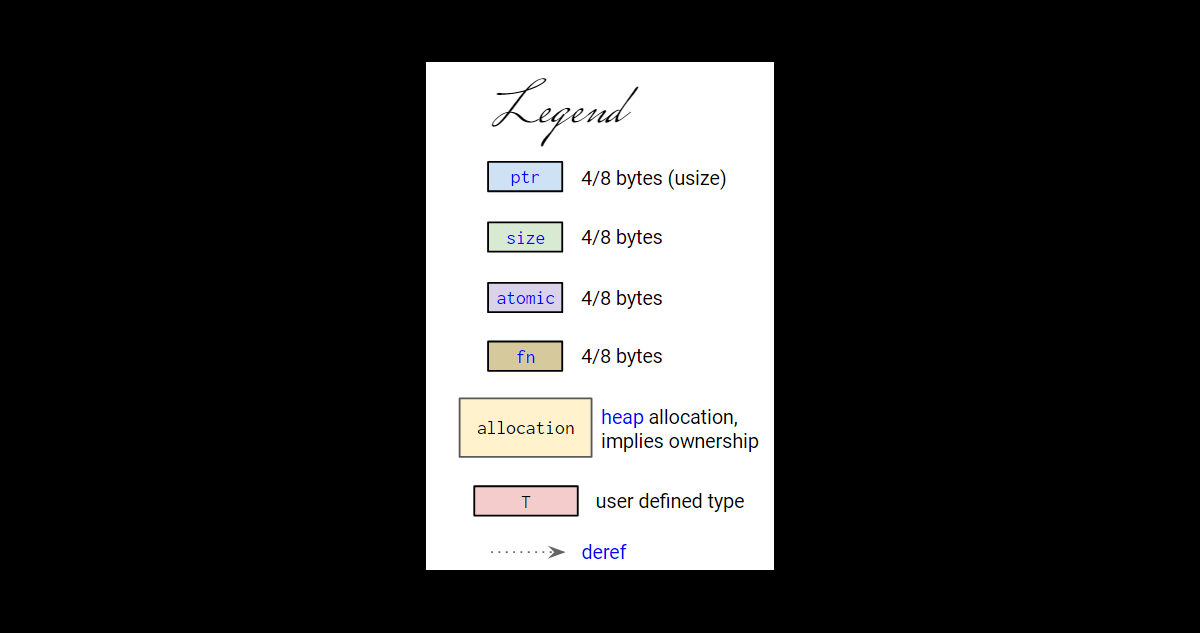 Legend
ptr 4/8 bytes (usize)
size 4/8 bytes
atomic 4/8 bytes
fn 4/8 bytes
allocation heap allocation,
implies ownership
T user defined type
deref